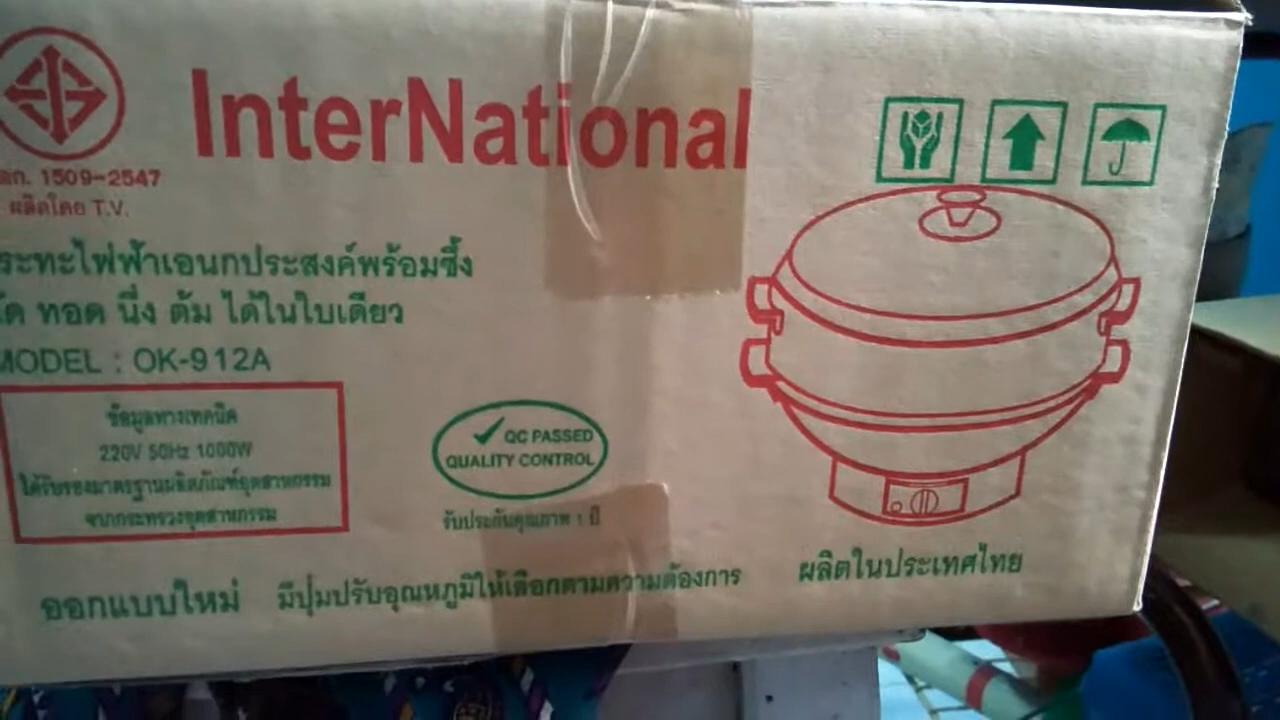 InterNational
มอก. 1509-2547
ผลิตโดย T.V.
กระทะไฟฟ้าเอนกประสงค์พร้อมซึ้ง
ผัด ทอด นึ่ง ต้ม ได้ในใบเดียว
MODEL : OK-912A
ข้อมูลทางเทคนิค
220V 50Hz 1000W
ได้รับรองมาตรฐานผลิตภัณฑ์อุตสาหกรรม
จากกระทรวงอุตสาหกรรม
QC PASSED
QUALITY CONTROL
รับประกันคุณภาพ 1 ปี
ออกแบบใหม่ มีปุ่มปรับอุณหภูมิให้เลือกตามความต้องการ
ผลิตในประเทศไทย